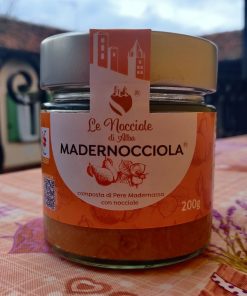 Le Nocciole
di Alba
MADERNOCCIOLA®
composta di Pere Madernassa
con nocciole
200g